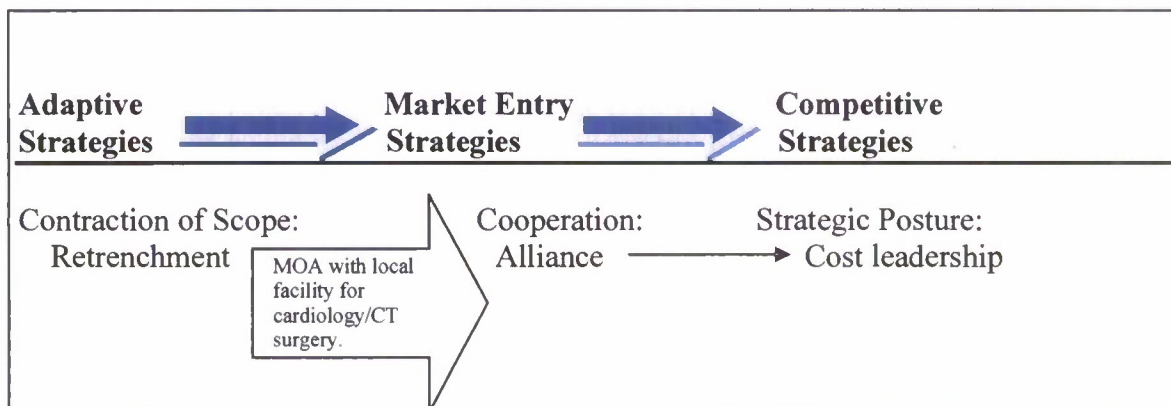 Adaptive
Strategies
Market Entry
Strategies
Competitive
Strategies
Contraction of Scope:
Retrenchment
MOA with local
facility for
cardiology/CT
surgery.
Cooperation:
Alliance
Strategic Posture:
Cost leadership